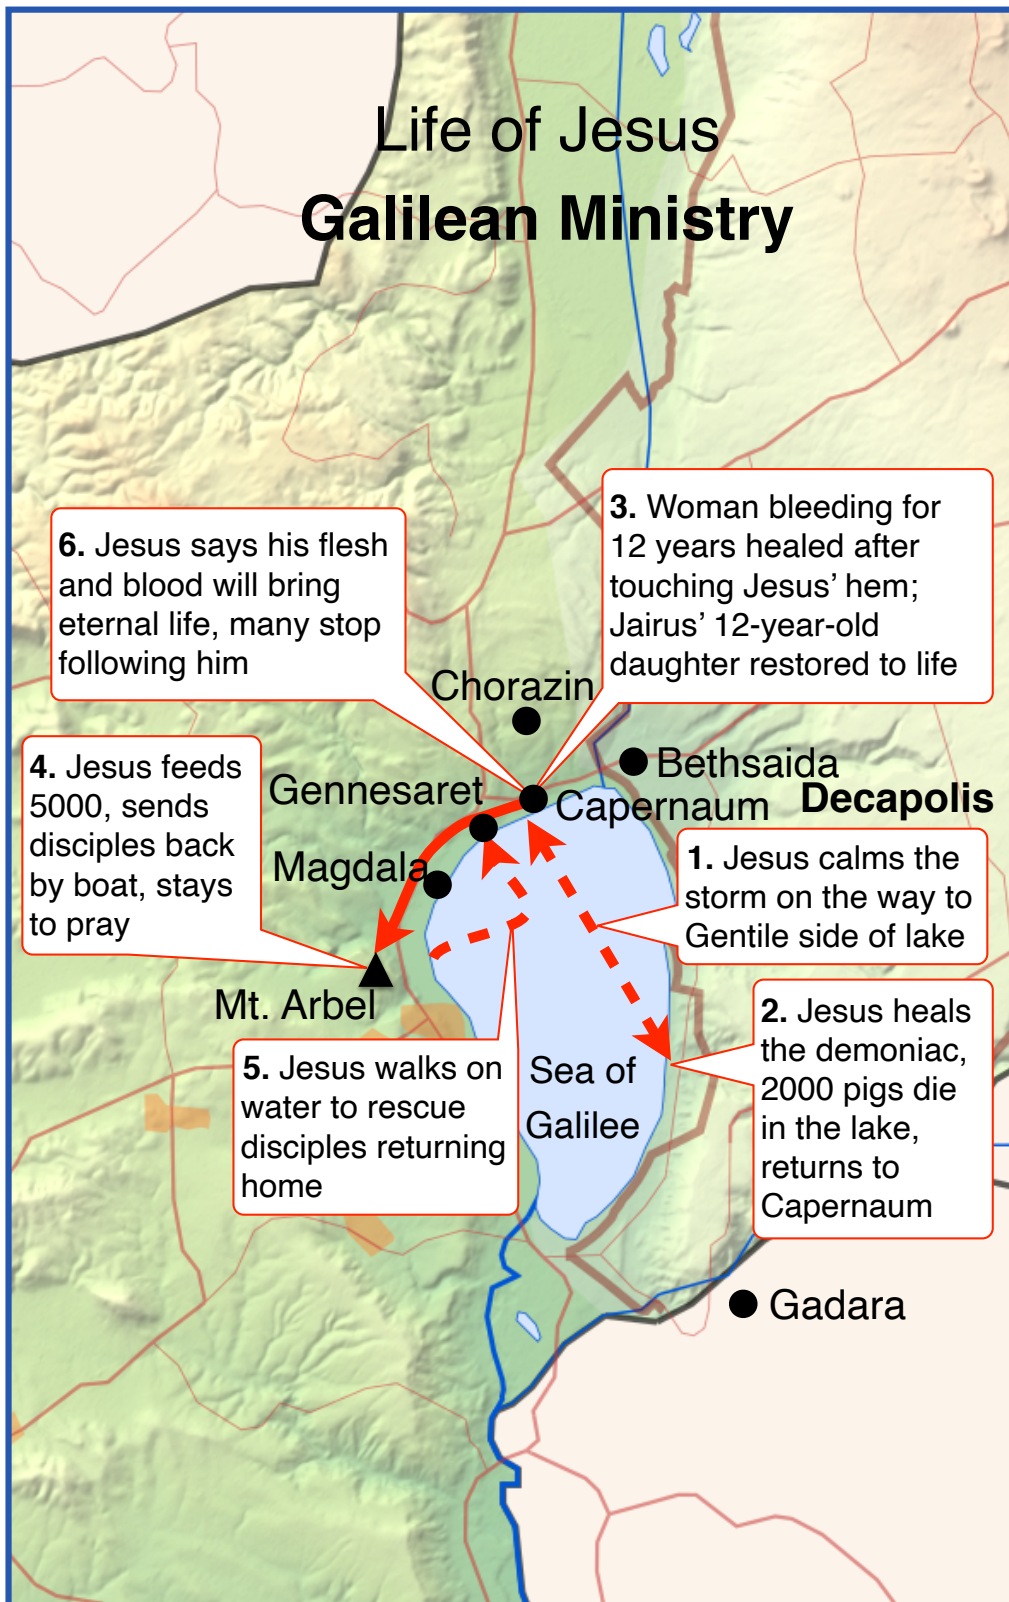 Life of Jesus
Galilean Ministry
3. Woman bleeding for
12 years healed after
touching Jesus’ hem;
Jairus’ 12-year-old
daughter restored to life
6. Jesus says his flesh
and blood will bring
eternal life, many stop
following him
Chorazin
4. Jesus feeds
5000, sends
disciples back
by boat, stays
to pray
Bethsaida
Gennesaret
Capernaum
Decapolis
Magdala
1. Jesus calms the
storm on the way to
Gentile side of lake
Mt. Arbel
2. Jesus heals
the demoniac,
2000 pigs die
in the lake,
returns to
Capernaum
5. Jesus walks on
water to rescue
disciples returning
home
Sea of
Galilee
Gadara